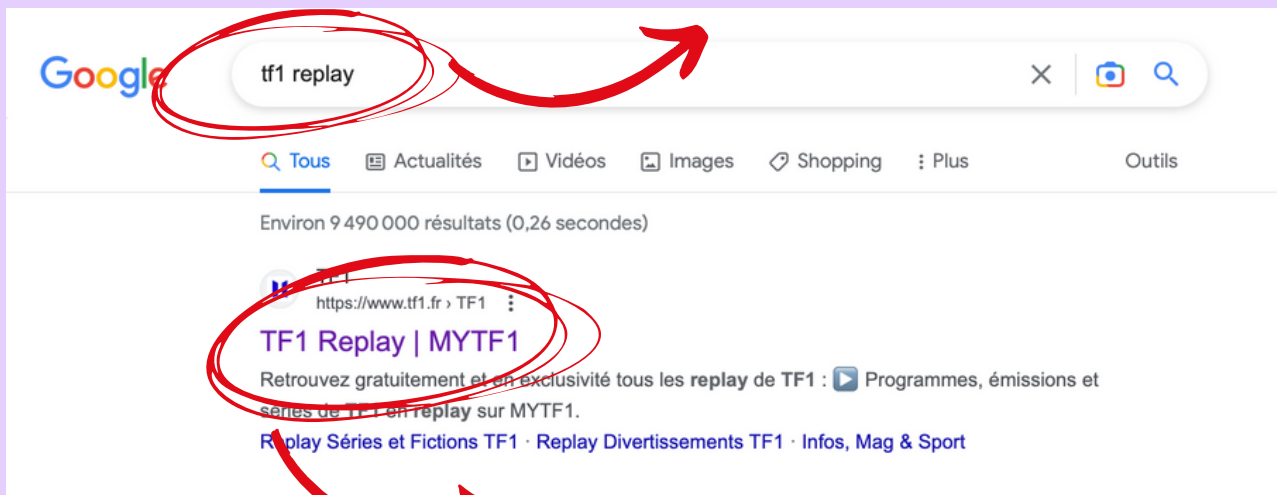 Google
tf1 replay
Tous Actualités Vidéos Images Shopping Plus Outils
Environ 9 490 000 résultats (0,26 secondes)
TF1
https://www.tf1.fr › TF1
TF1 Replay | MYTF1
Retrouvez gratuitement et en exclusivité tous les replay de TF1 : ▶️ Programmes, émissions et
séries de TF1 en replay sur MYTF1.
Replay Séries et Fictions TF1 · Replay Divertissements TF1 · Infos, Mag & Sport